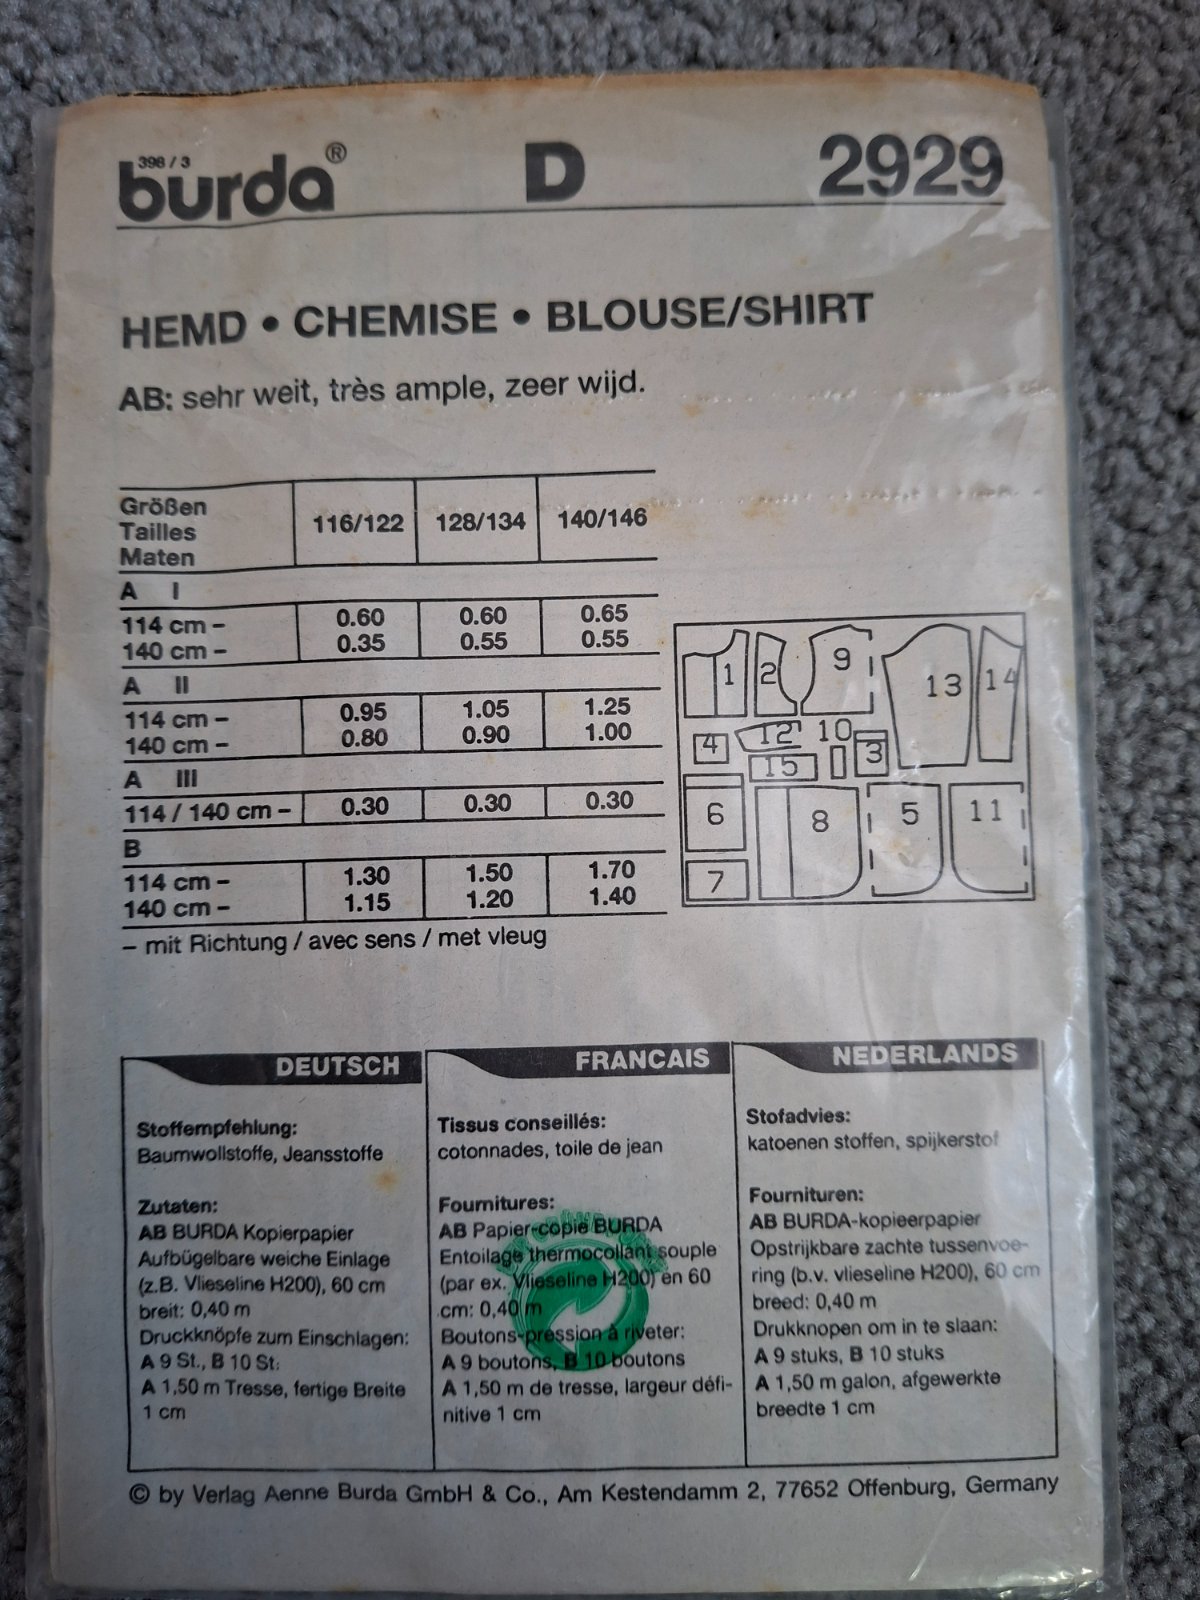 398 / 3
burda® D 2929
HEMD • CHEMISE • BLOUSE/SHIRT
AB: sehr weit, très ample, zeer wijd.
Größen
Tailles
Maten
116/122 128/134 140/146
A I
114 cm – 0.60 0.60 0.65
140 cm – 0.35 0.55 0.55
A II
114 cm – 0.95 1.05 1.25
140 cm – 0.80 0.90 1.00
A III
114 / 140 cm – 0.30 0.30 0.30
B
114 cm – 1.30 1.50 1.70
140 cm – 1.15 1.20 1.40
– mit Richtung / avec sens / met vleug
1 2 9 13 14
4 12 10 3
15
6 8 5 11
7
DEUTSCH
Stoffempfehlung:
Baumwollstoffe, Jeansstoffe
Zutaten:
AB BURDA Kopierpapier
Aufbügelbare weiche Einlage
(z.B. Vlieseline H200), 60 cm
breit: 0,40 m
Druckknöpfe zum Einschlagen:
A 9 St., B 10 St.
A 1,50 m Tresse, fertige Breite
1 cm
FRANCAIS
Tissus conseillés:
cotonnades, toile de jean
Fournitures:
AB Papier-copie BURDA
Entoilage thermocollant souple
(par ex. Vlieseline H200) en 60
cm: 0,40 m
Boutons-pression à riveter:
A 9 boutons, B 10 boutons
A 1,50 m de tresse, largeur défi-
nitive 1 cm
NEDERLANDS
Stofadvies:
katoenen stoffen, spijkerstof
Fournituren:
AB BURDA-kopieerpapier
Opstrijkbare zachte tussenvoe-
ring (b.v. vlieseline H200), 60 cm
breed: 0,40 m
Drukknopen om in te slaan:
A 9 stuks, B 10 stuks
A 1,50 m galon, afgewerkte
breedte 1 cm
© by Verlag Aenne Burda GmbH & Co., Am Kestendamm 2, 77652 Offenburg, Germany